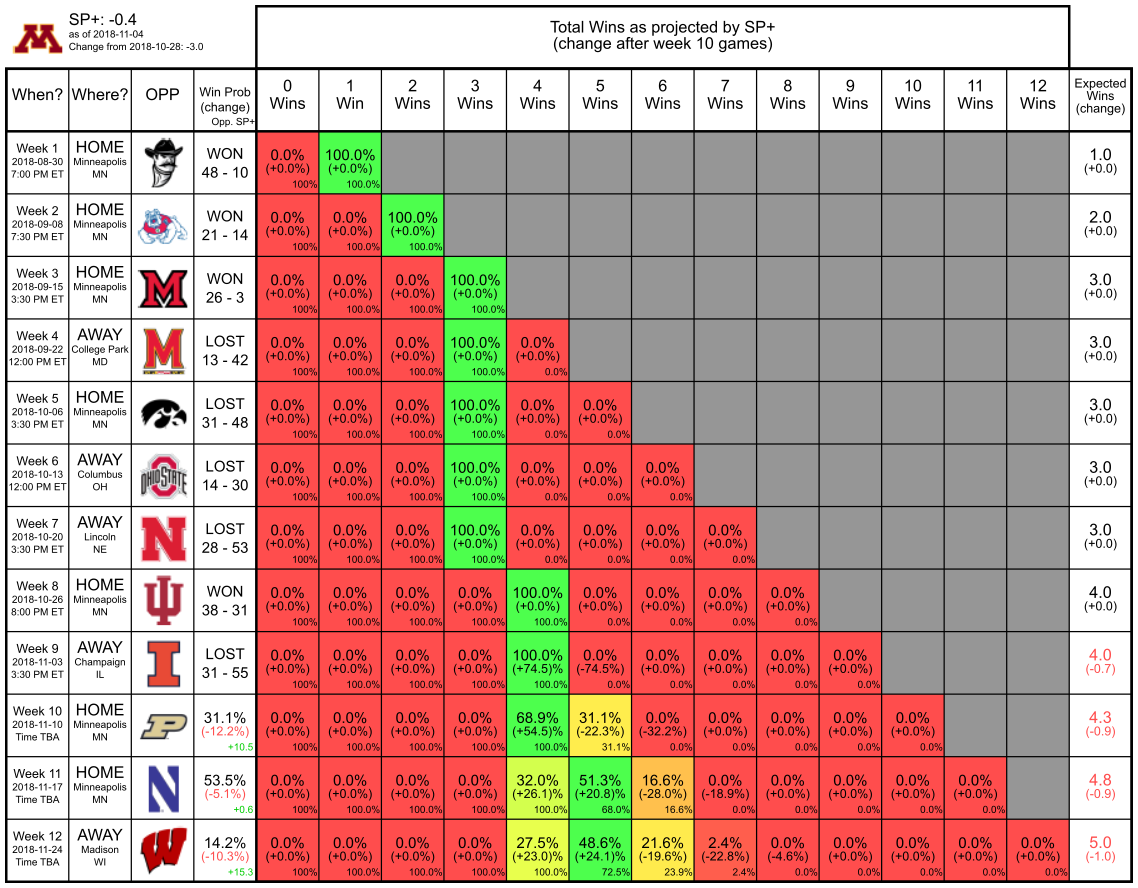 SP+: -0.4
as of 2018-11-04
Change from 2018-10-28: -3.0
Total Wins as projected by SP+
(change after week 10 games)
When? Where? OPP Win Prob (change) Opp. SP+ 0 Wins 1 Win 2 Wins 3 Wins 4 Wins 5 Wins 6 Wins 7 Wins 8 Wins 9 Wins 10 Wins 11 Wins 12 Wins Expected Wins (change)
Week 1 HOME WON 0.0% 100.0% 1.0
2018-08-30 Minneapolis (+0.0%) (+0.0%) (+0.0)
7:00 PM ET MN 48 - 10 100% 100.0%
Week 2 HOME WON 0.0% 0.0% 100.0% 2.0
2018-09-08 Minneapolis (+0.0%) (+0.0%) (+0.0%) (+0.0)
7:30 PM ET MN 21 - 14 100% 100.0% 100.0%
Week 3 HOME M WON 0.0% 0.0% 0.0% 100.0% 3.0
2018-09-15 Minneapolis (+0.0%) (+0.0%) (+0.0%) (+0.0%) (+0.0)
3:30 PM ET MN 26 - 3 100% 100.0% 100.0% 100.0%
Week 4 AWAY M LOST 0.0% 0.0% 0.0% 100.0% 0.0% 3.0
2018-09-22 College Park (+0.0%) (+0.0%) (+0.0%) (+0.0%) (+0.0%) (+0.0)
12:00 PM ET MD 13 - 42 100% 100.0% 100.0% 100.0% 0.0%
Week 5 HOME LOST 0.0% 0.0% 0.0% 100.0% 0.0% 0.0% 3.0
2018-10-06 Minneapolis (+0.0%) (+0.0%) (+0.0%) (+0.0%) (+0.0%) (+0.0%) (+0.0)
3:30 PM ET MN 31 - 48 100% 100.0% 100.0% 100.0% 0.0% 0.0%
Week 6 AWAY OHIO STATE LOST 0.0% 0.0% 0.0% 100.0% 0.0% 0.0% 0.0% 3.0
2018-10-13 Columbus (+0.0%) (+0.0%) (+0.0%) (+0.0%) (+0.0%) (+0.0%) (+0.0%) (+0.0)
12:00 PM ET OH 14 - 30 100% 100.0% 100.0% 100.0% 0.0% 0.0% 0.0%
Week 7 AWAY N LOST 0.0% 0.0% 0.0% 100.0% 0.0% 0.0% 0.0% 0.0% 3.0
2018-10-20 Lincoln (+0.0%) (+0.0%) (+0.0%) (+0.0%) (+0.0%) (+0.0%) (+0.0%) (+0.0%) (+0.0)
3:30 PM ET NE 28 - 53 100% 100.0% 100.0% 100.0% 0.0% 0.0% 0.0% 0.0%
Week 8 HOME WON 0.0% 0.0% 0.0% 0.0% 100.0% 0.0% 0.0% 0.0% 0.0% 4.0
2018-10-26 Minneapolis (+0.0%) (+0.0%) (+0.0%) (+0.0%) (+0.0%) (+0.0%) (+0.0%) (+0.0%) (+0.0%) (+0.0)
8:00 PM ET MN 38 - 31 100% 100.0% 100.0% 100.0% 100.0% 0.0% 0.0% 0.0% 0.0%
Week 9 AWAY I LOST 0.0% 0.0% 0.0% 0.0% 100.0% 0.0% 0.0% 0.0% 0.0% 0.0% 4.0
2018-11-03 Champaign (+0.0%) (+0.0%) (+0.0%) (+0.0%) (+74.5)% (-74.5%) (+0.0%) (+0.0%) (+0.0%) (+0.0%) (-0.7)
3:30 PM ET IL 31 - 55 100% 100.0% 100.0% 100.0% 100.0% 0.0% 0.0% 0.0% 0.0% 0.0%
Week 10 HOME P 31.1% 0.0% 0.0% 0.0% 0.0% 68.9% 31.1% 0.0% 0.0% 0.0% 0.0% 0.0% 4.3
2018-11-10 Minneapolis (-12.2%) (+0.0%) (+0.0%) (+0.0%) (+0.0%) (+54.5)% (-22.3%) (-32.2%) (+0.0%) (+0.0%) (+0.0%) (+0.0%) (-0.9)
Time TBA MN +10.5 100% 100.0% 100.0% 100.0% 100.0% 31.1% 0.0% 0.0% 0.0% 0.0% 0.0%
Week 11 HOME N 53.5% 0.0% 0.0% 0.0% 0.0% 32.0% 51.3% 16.6% 0.0% 0.0% 0.0% 0.0% 0.0% 4.8
2018-11-17 Minneapolis (-5.1%) (+0.0%) (+0.0%) (+0.0%) (+0.0%) (+26.1)% (+20.8)% (-28.0%) (-18.9%) (+0.0%) (+0.0%) (+0.0%) (+0.0%) (-0.9)
Time TBA MN +0.6 100% 100.0% 100.0% 100.0% 100.0% 68.0% 16.6% 0.0% 0.0% 0.0% 0.0% 0.0%
Week 12 AWAY W 14.2% 0.0% 0.0% 0.0% 0.0% 27.5% 48.6% 21.6% 2.4% 0.0% 0.0% 0.0% 0.0% 0.0% 5.0
2018-11-24 Madison (-10.3%) (+0.0%) (+0.0%) (+0.0%) (+0.0%) (+23.0)% (+24.1)% (-19.6%) (-22.8%) (-4.6%) (+0.0%) (+0.0%) (+0.0%) (+0.0%) (-1.0)
Time TBA WI +15.3 100% 100.0% 100.0% 100.0% 100.0% 72.5% 23.9% 2.4% 0.0% 0.0% 0.0% 0.0% 0.0%